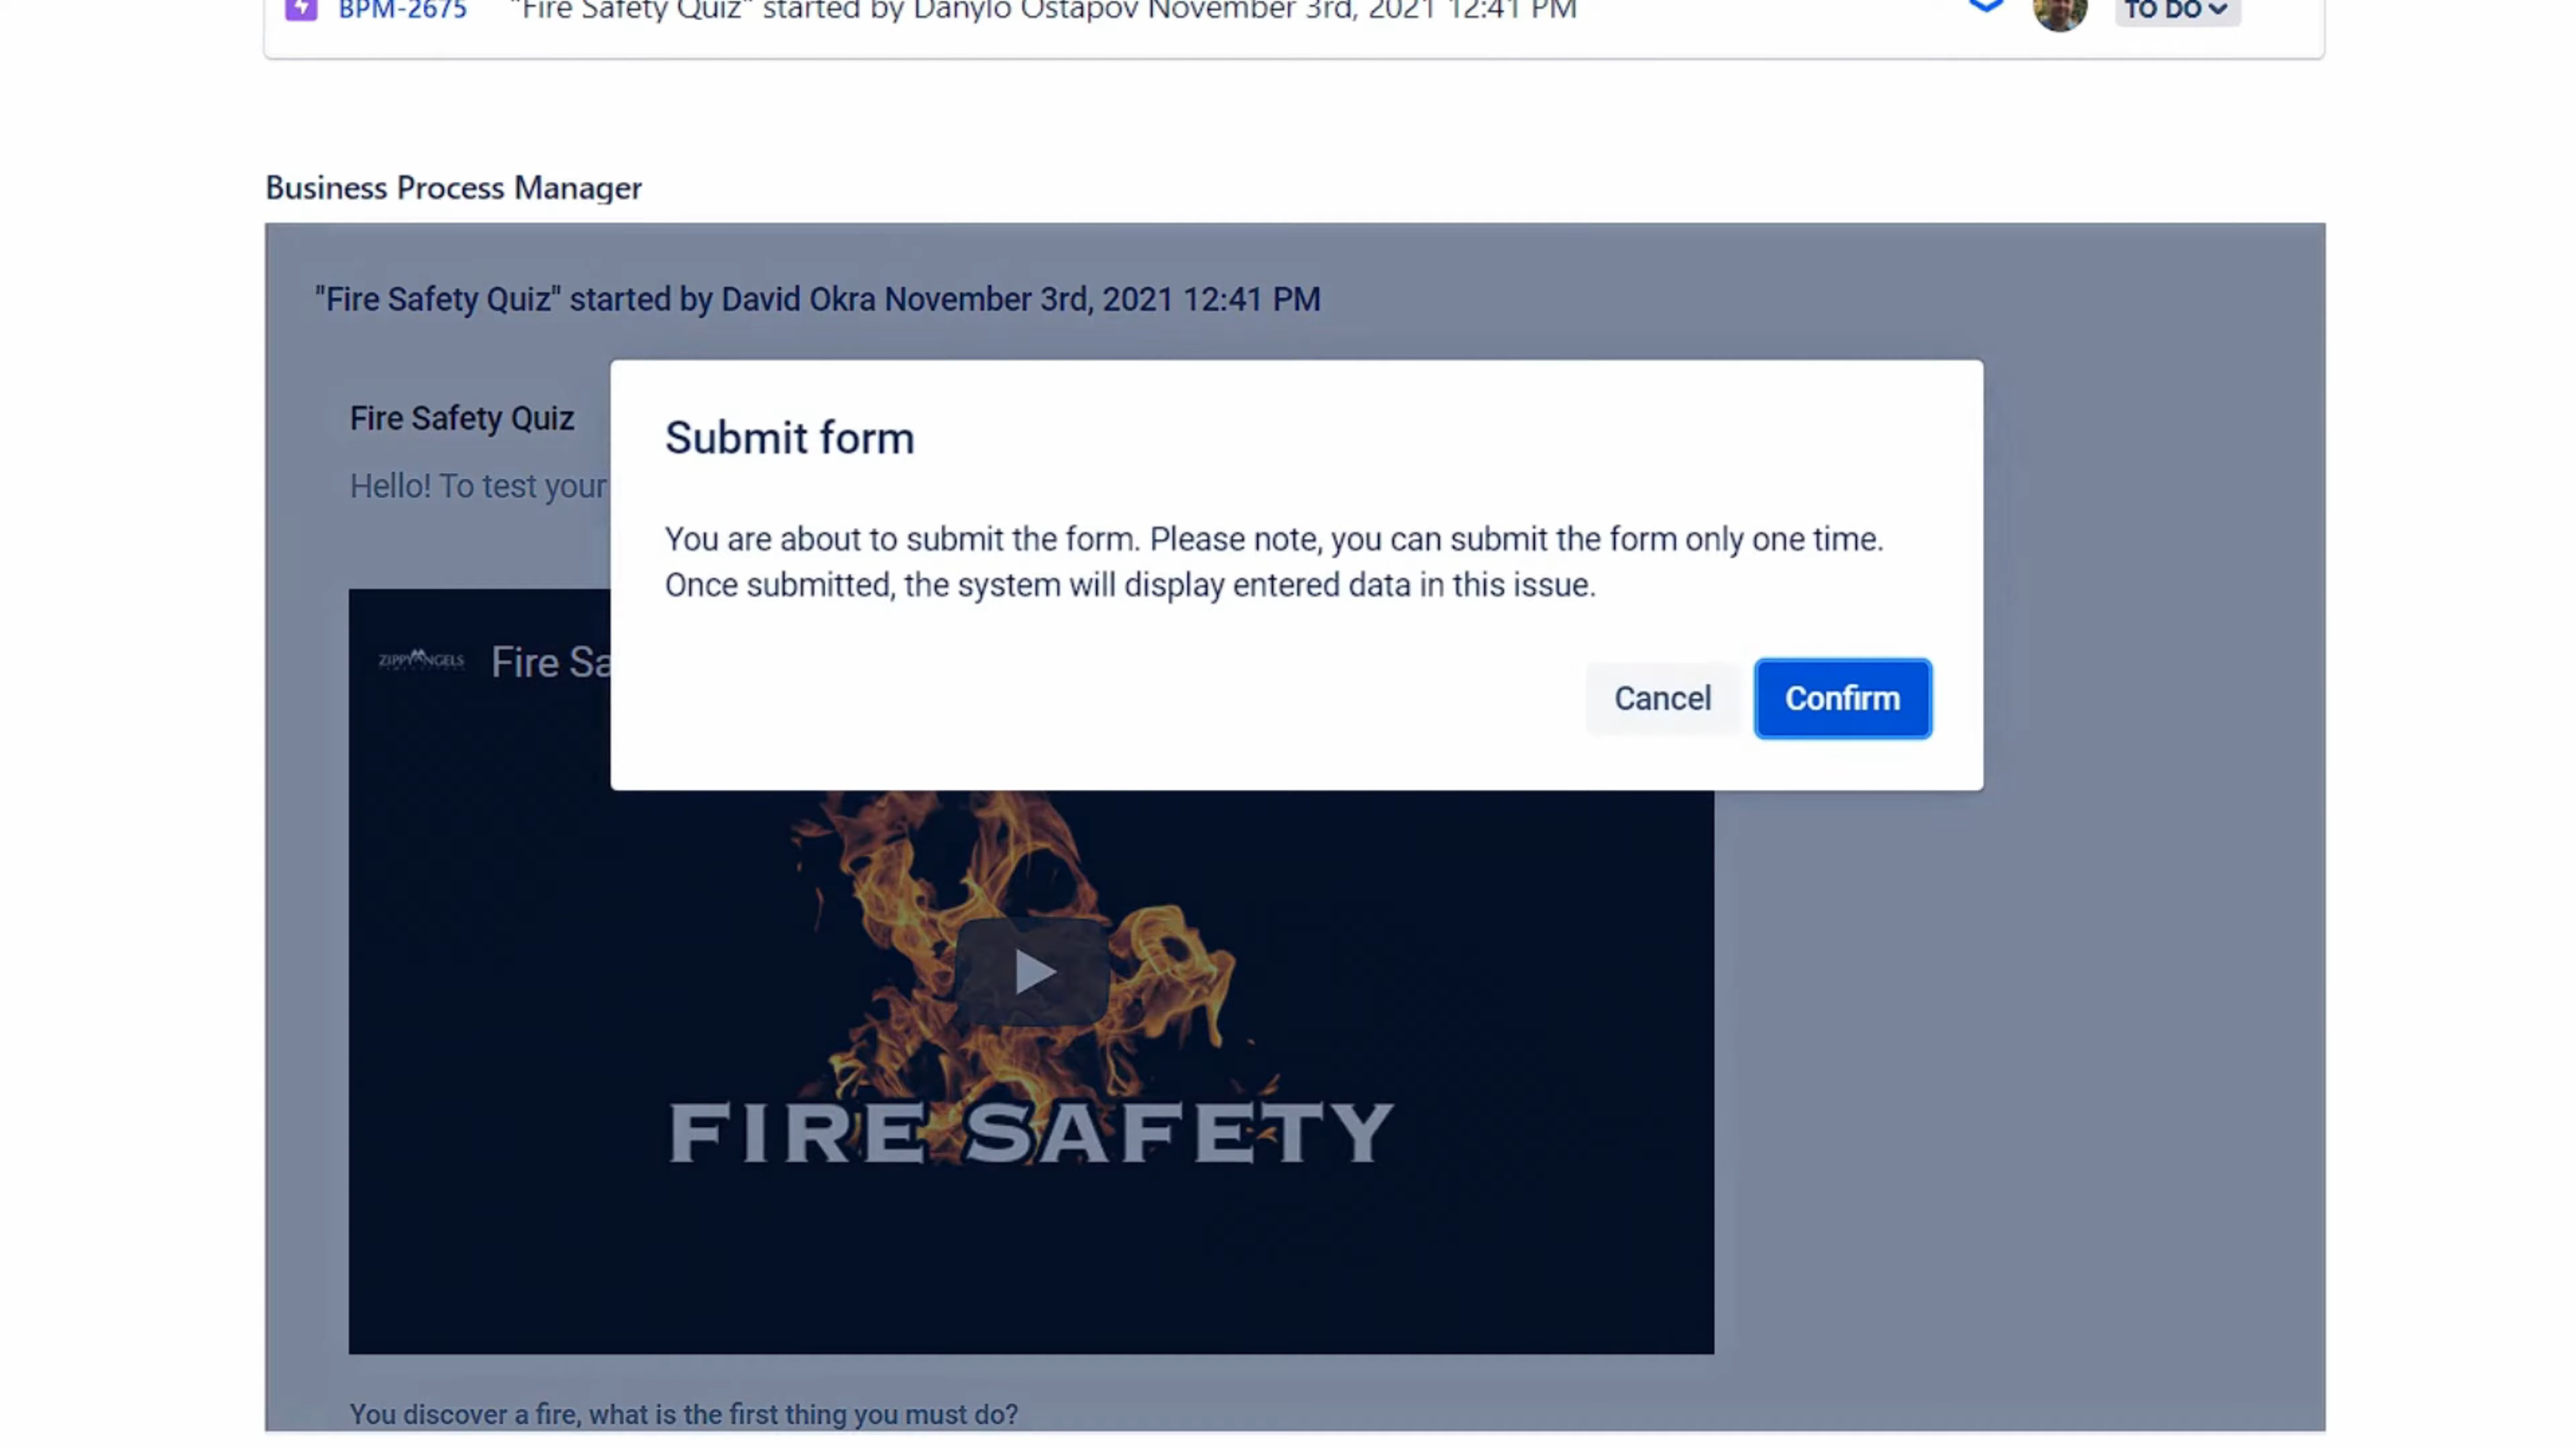 BPM-2675 "Fire Safety Quiz" started by Danylo Ostapov November 3rd, 2021 12:41 PM TO DO
Business Process Manager
"Fire Safety Quiz" started by David Okra November 3rd, 2021 12:41 PM
Fire Safety Quiz
Hello! To test your
Submit form
You are about to submit the form. Please note, you can submit the form only one time.
Once submitted, the system will display entered data in this issue.
Cancel Confirm
ZIPPY ANGELS Fire Sa
FIRE SAFETY
You discover a fire, what is the first thing you must do?